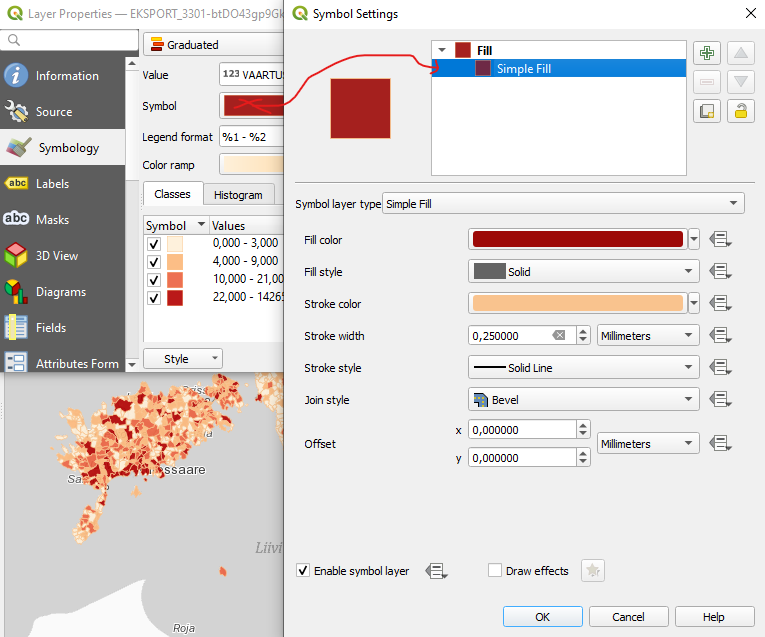 Layer Properties — EKSPORT_3301-btDO43gp9Gk
Information
Source
Symbology
abc Labels
abc Masks
3D View
Diagrams
Fields
Attributes Form
Graduated
Value 123 VAARTUS
Symbol
Legend format %1 - %2
Color ramp
Classes Histogram
Symbol Values
0,000 - 3,000
4,000 - 9,000
10,000 - 21,00
22,000 - 1426
Style
Symbol Settings
Fill
Simple Fill
Symbol layer type Simple Fill
Fill color
Fill style Solid
Stroke color
Stroke width 0,250000 Millimeters
Stroke style Solid Line
Join style Bevel
Offset x 0,000000 Millimeters
y 0,000000
Enable symbol layer Draw effects
OK Cancel Help
ssaare
Sa
Liivi
Roja